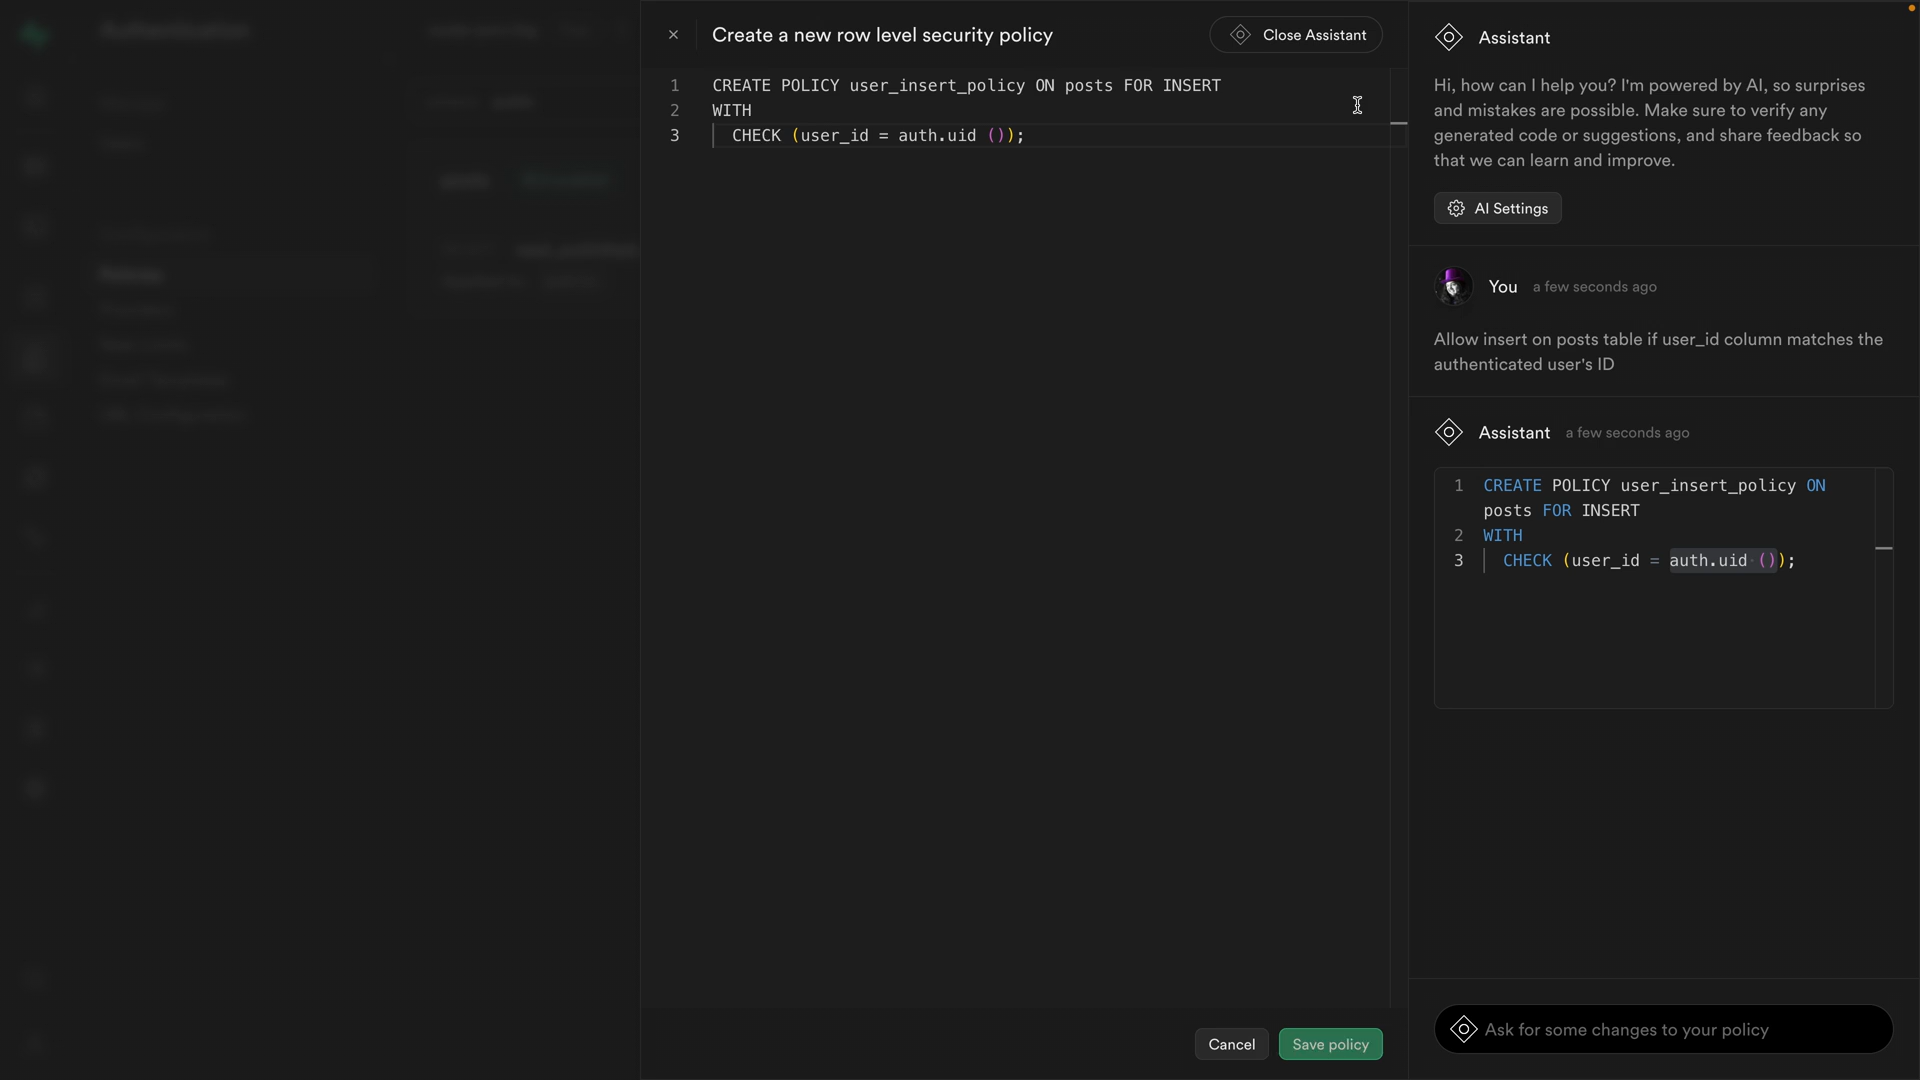 Authentication
Policies
Create a new row level security policy
Close Assistant
1 CREATE POLICY user_insert_policy ON posts FOR INSERT
2 WITH
3 CHECK (user_id = auth.uid ());
Cancel
Save policy
Assistant
Hi, how can I help you? I'm powered by AI, so surprises
and mistakes are possible. Make sure to verify any
generated code or suggestions, and share feedback so
that we can learn and improve.
AI Settings
You a few seconds ago
Allow insert on posts table if user_id column matches the
authenticated user's ID
Assistant a few seconds ago
1 CREATE POLICY user_insert_policy ON
posts FOR INSERT
2 WITH
3 CHECK (user_id = auth.uid ());
Ask for some changes to your policy